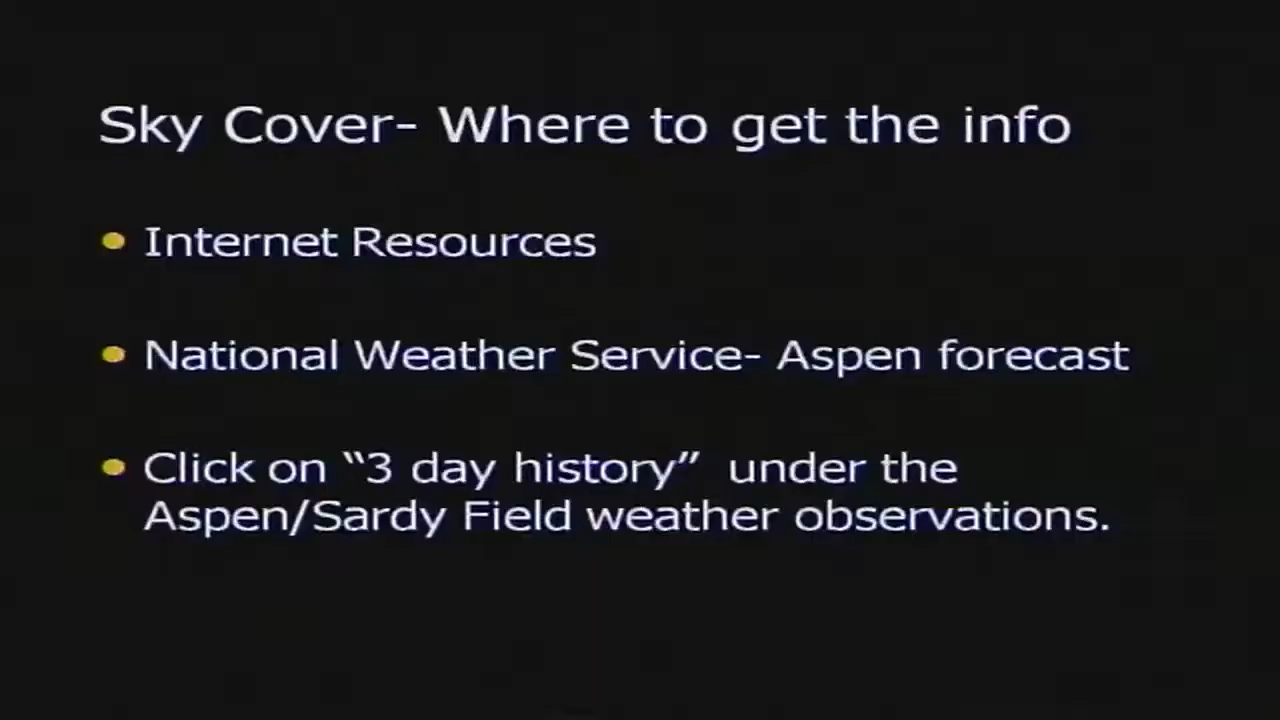 Sky Cover- Where to get the info
• Internet Resources
• National Weather Service- Aspen forecast
• Click on “3 day history” under the
Aspen/Sardy Field weather observations.